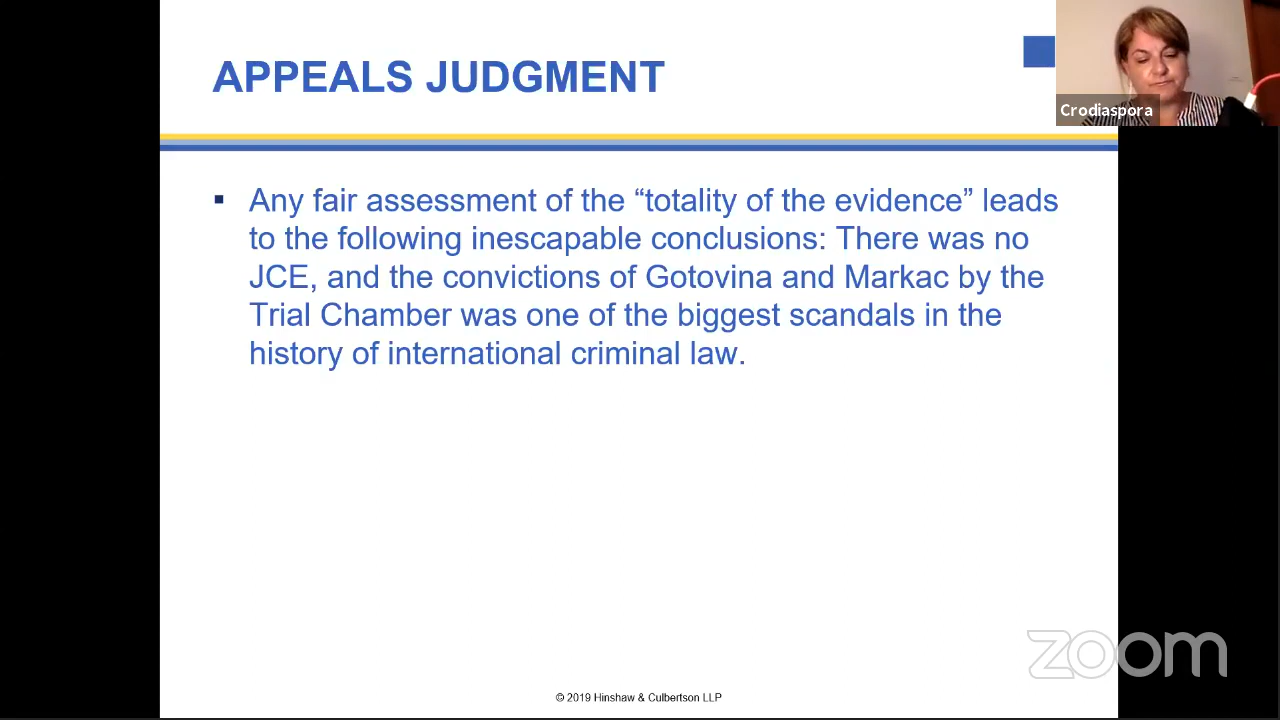 APPEALS JUDGMENT
Crodiaspora
▪ Any fair assessment of the “totality of the evidence” leads
to the following inescapable conclusions: There was no
JCE, and the convictions of Gotovina and Markac by the
Trial Chamber was one of the biggest scandals in the
history of international criminal law.
zoom
© 2019 Hinshaw & Culbertson LLP